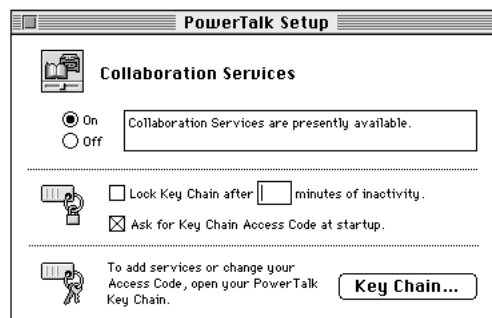 PowerTalk Setup
Collaboration Services
On
Off
Collaboration Services are presently available.
Lock Key Chain after minutes of inactivity.
Ask for Key Chain Access Code at startup.
To add services or change your
Access Code, open your PowerTalk
Key Chain.
Key Chain...